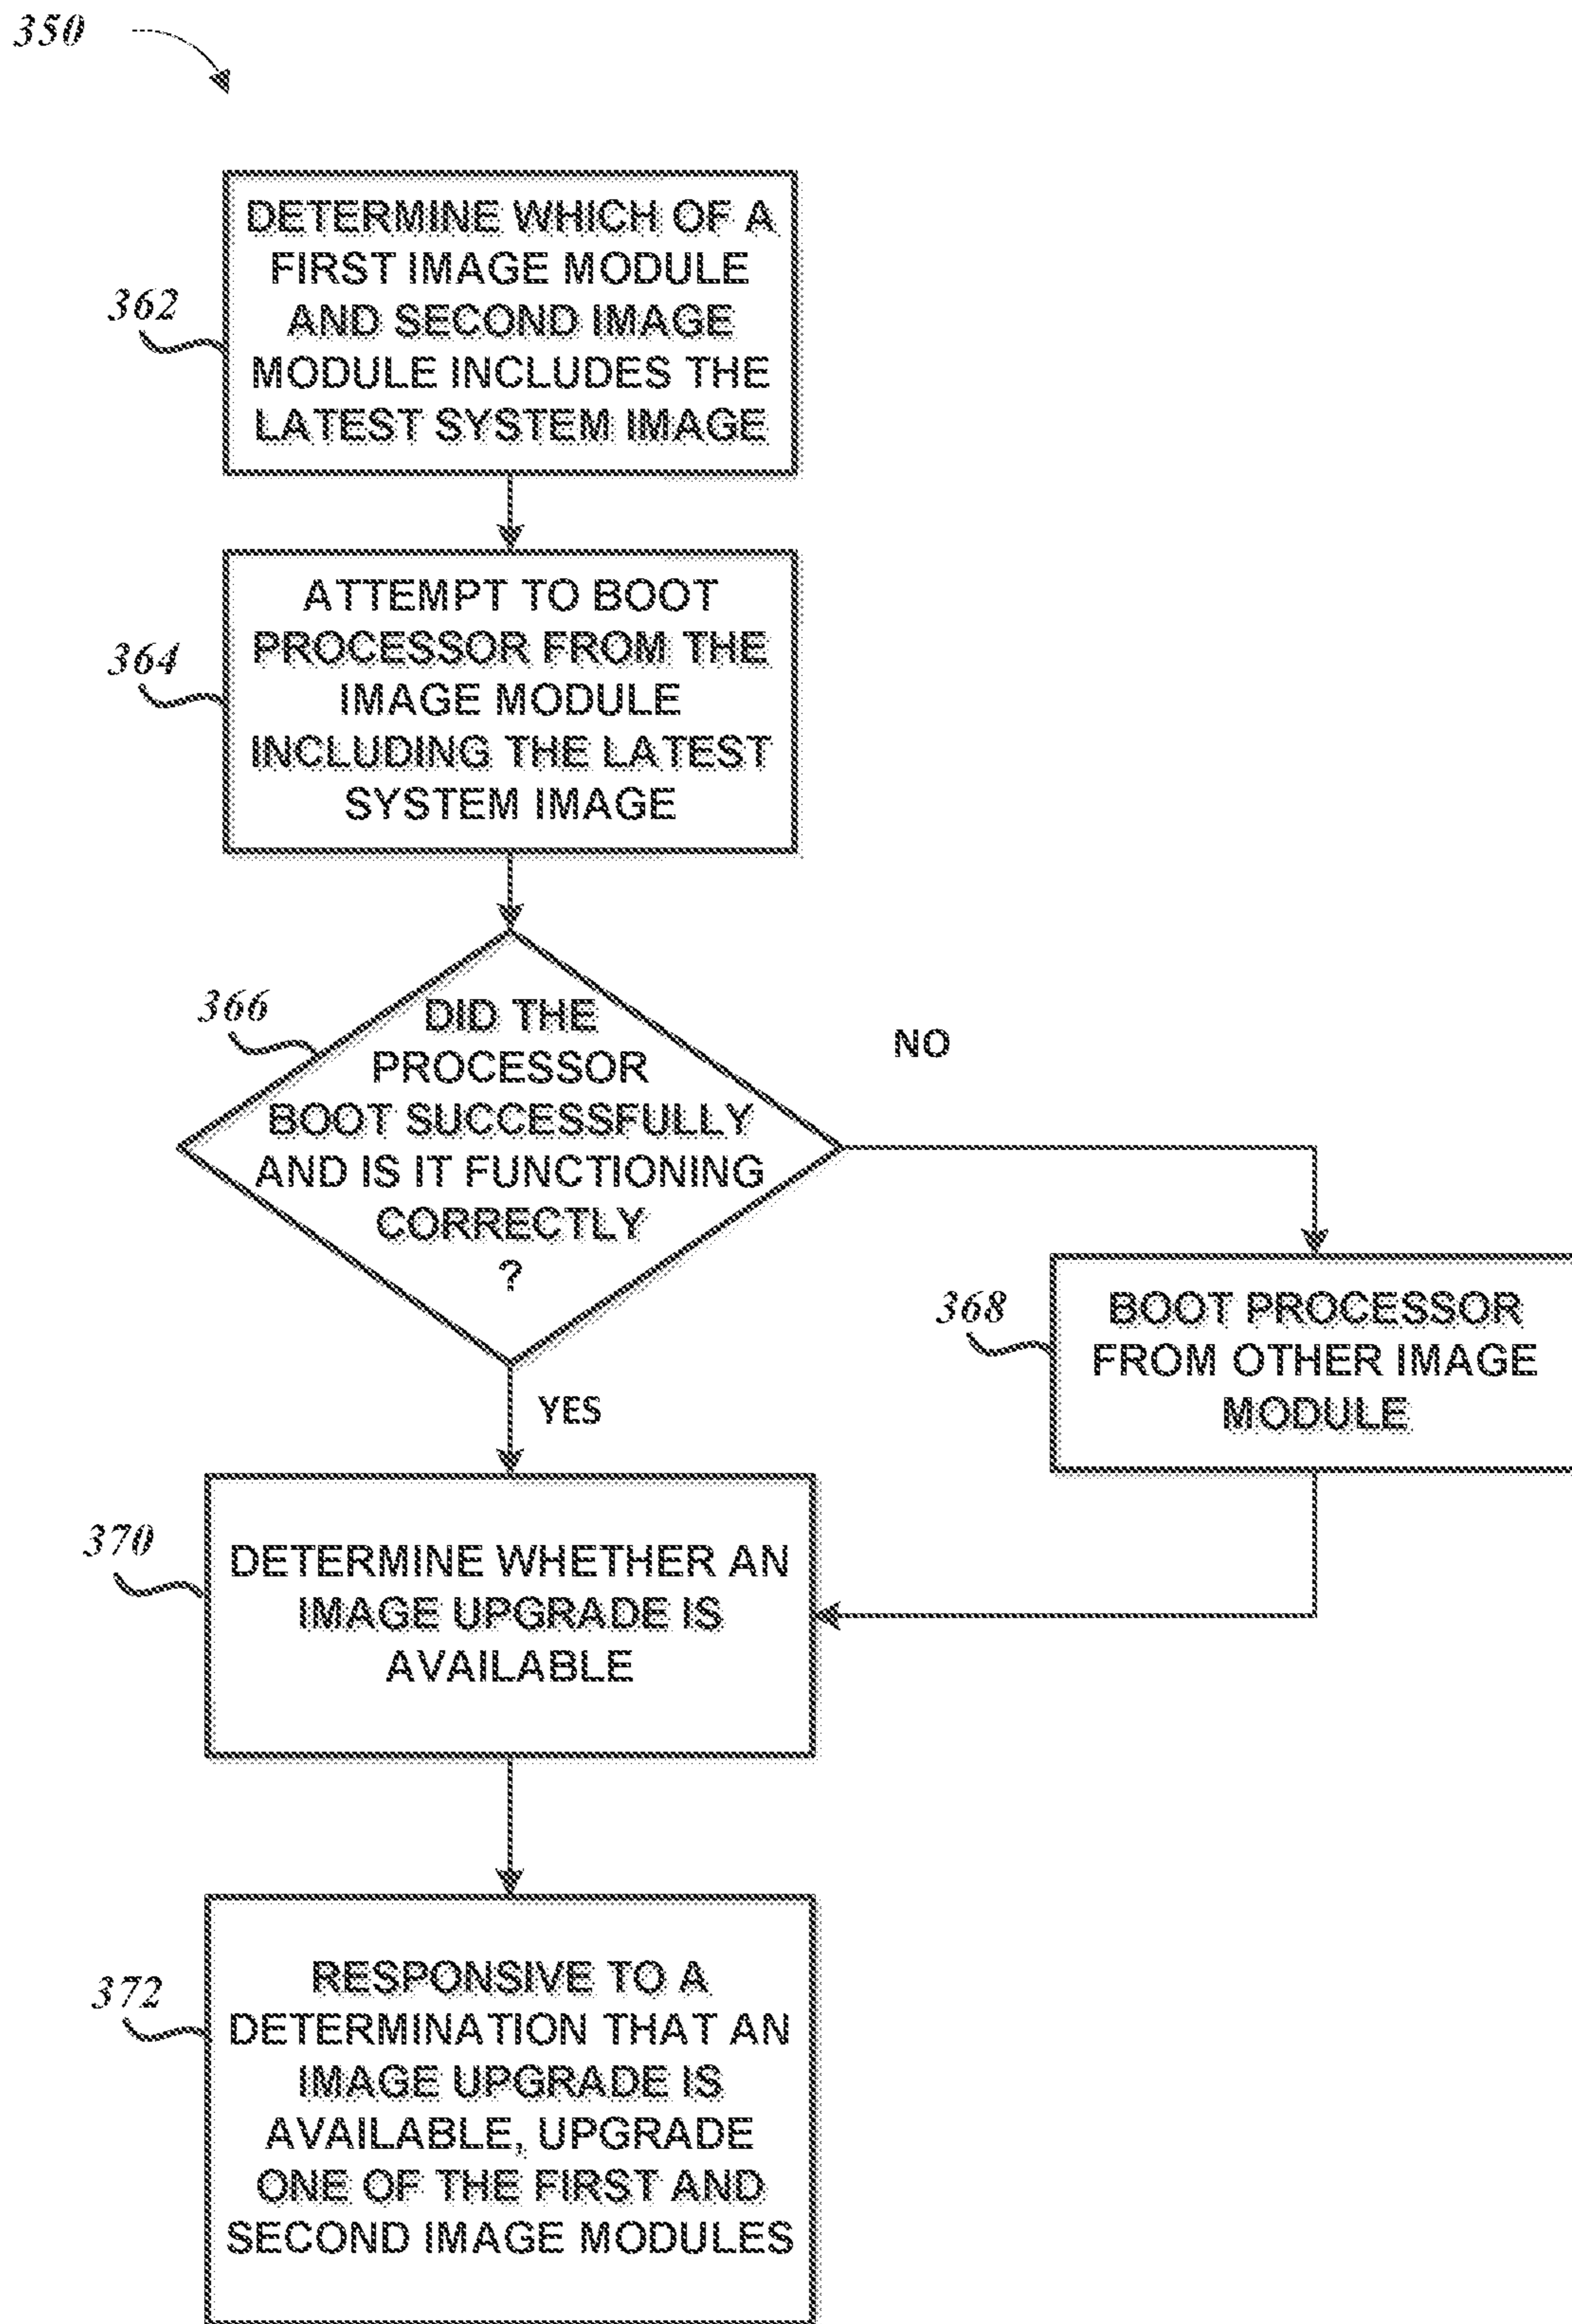 350
362
DETERMINE WHICH OF A
FIRST IMAGE MODULE
AND SECOND IMAGE
MODULE INCLUDES THE
LATEST SYSTEM IMAGE
364
ATTEMPT TO BOOT
PROCESSOR FROM THE
IMAGE MODULE
INCLUDING THE LATEST
SYSTEM IMAGE
366
DID THE
PROCESSOR
BOOT SUCCESSFULLY
AND IS IT FUNCTIONING
CORRECTLY
?
NO
368
BOOT PROCESSOR
FROM OTHER IMAGE
MODULE
YES
370
DETERMINE WHETHER AN
IMAGE UPGRADE IS
AVAILABLE
372
RESPONSIVE TO A
DETERMINATION THAT AN
IMAGE UPGRADE IS
AVAILABLE, UPGRADE
ONE OF THE FIRST AND
SECOND IMAGE MODULES